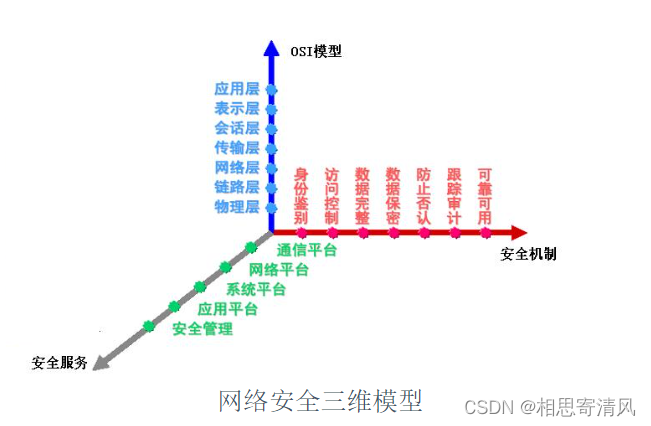 OSI模型
应用层
表示层
会话层
传输层
网络层
链路层
物理层
身份鉴别
访问控制
数据完整
数据保密
防止否认
跟踪审计
可靠可用
安全机制
通信平台
网络平台
系统平台
应用平台
安全管理
安全服务
网络安全三维模型
CSDN @相思寄清风